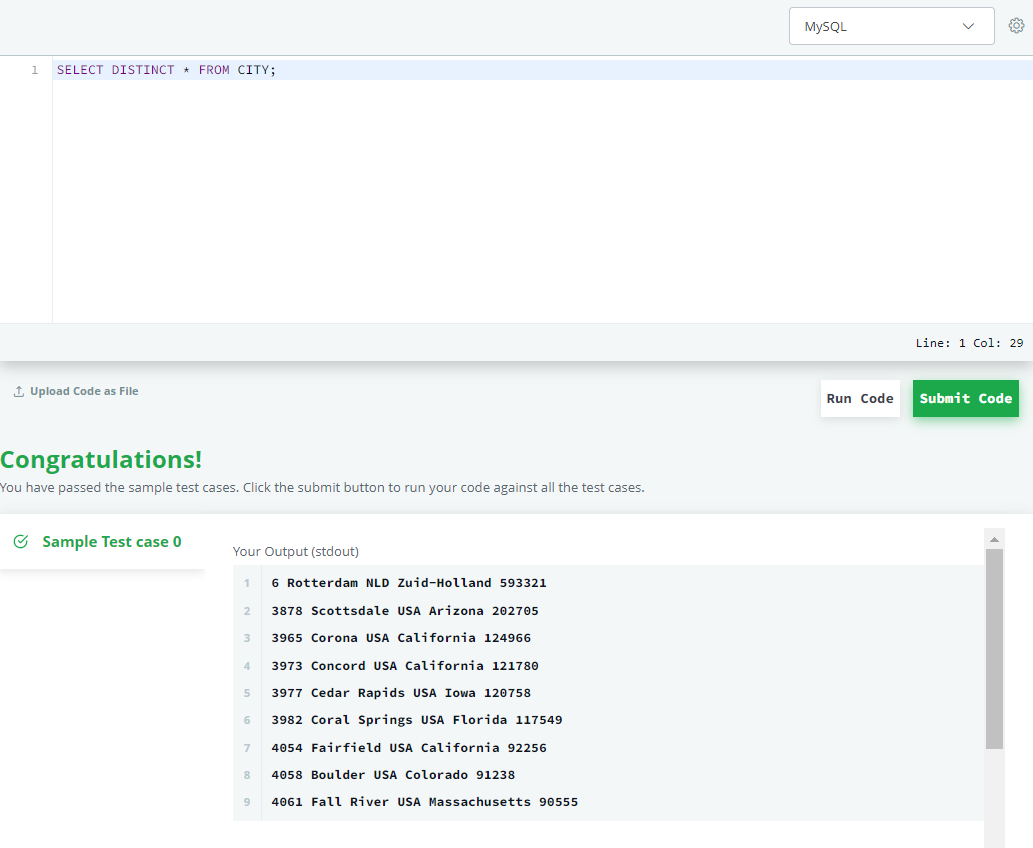 MySQL
1 SELECT DISTINCT * FROM CITY;
Line: 1 Col: 29
Upload Code as File
Run Code
Submit Code
Congratulations!
You have passed the sample test cases. Click the submit button to run your code against all the test cases.
Sample Test case 0
Your Output (stdout)
1 6 Rotterdam NLD Zuid-Holland 593321
2 3878 Scottsdale USA Arizona 202705
3 3965 Corona USA California 124966
4 3973 Concord USA California 121780
5 3977 Cedar Rapids USA Iowa 120758
6 3982 Coral Springs USA Florida 117549
7 4054 Fairfield USA California 92256
8 4058 Boulder USA Colorado 91238
9 4061 Fall River USA Massachusetts 90555